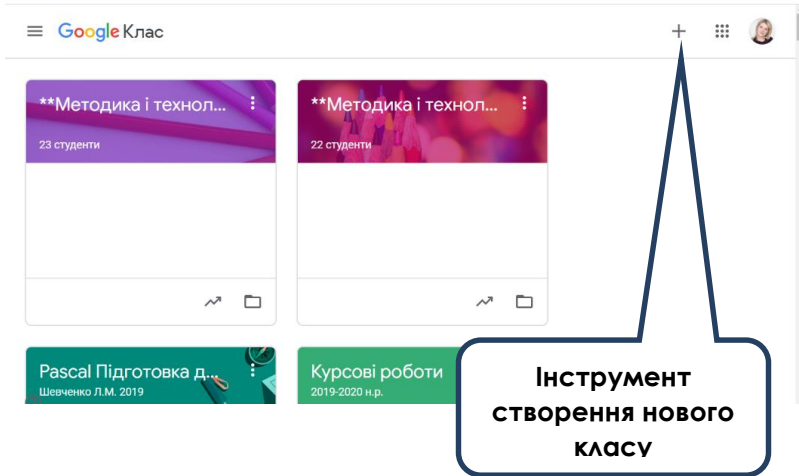 Google Клас
**Методика і технол...
23 студенти
**Методика і технол...
22 студенти
Pascal Підготовка д...
Шевченко Л.М. 2019
Курсові роботи
2019-2020 н.р.
Інструмент
створення нового
класу